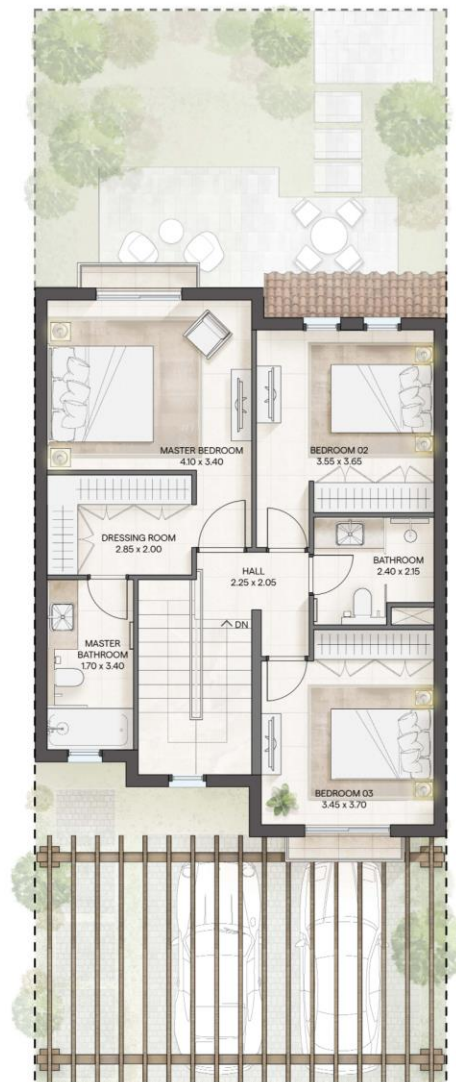 MASTER BEDROOM
4.10 x 3.40
BEDROOM 02
3.55 x 3.65
DRESSING ROOM
2.85 x 2.00
BATHROOM
2.40 x 2.15
HALL
2.25 x 2.05
DN
MASTER
BATHROOM
1.70 x 3.40
BEDROOM 03
3.45 x 3.70